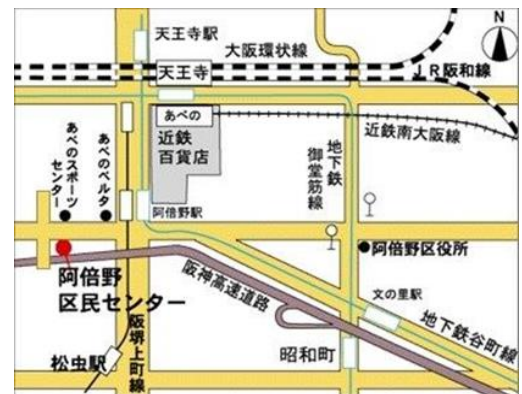 天王寺駅
大阪環状線
N
天王寺
JR阪和線
あべの
近鉄
百貨店
近鉄南大阪線
あべのスポーツ
センター
あべのベルタ
地下鉄
御堂筋線
阿倍野駅
阿倍野区役所
阿倍野
区民センター
阪神高速道路
文の里駅
地下鉄谷町線
阪堺上町線
松虫駅
昭和町